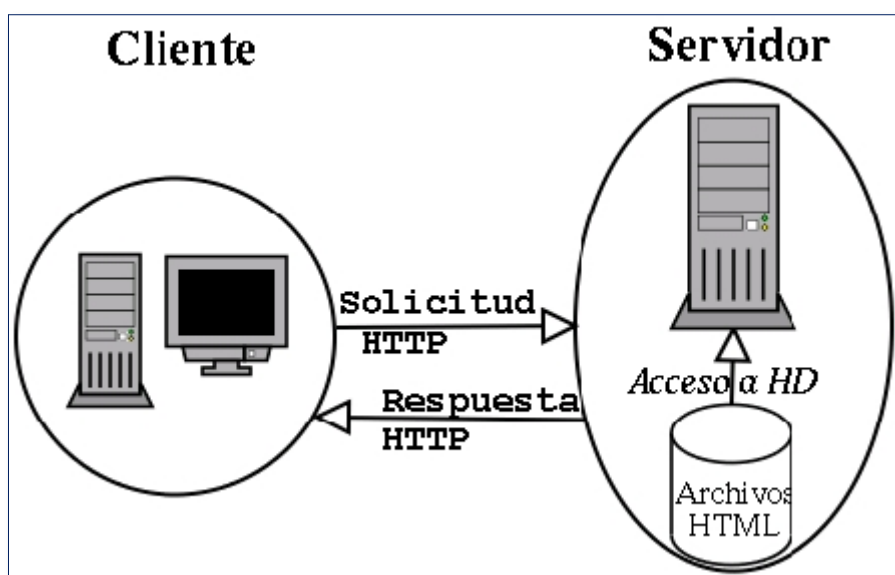 Cliente
Servidor
Solicitud
HTTP
Respuesta
HTTP
Acceso a HD
Archivos
HTML